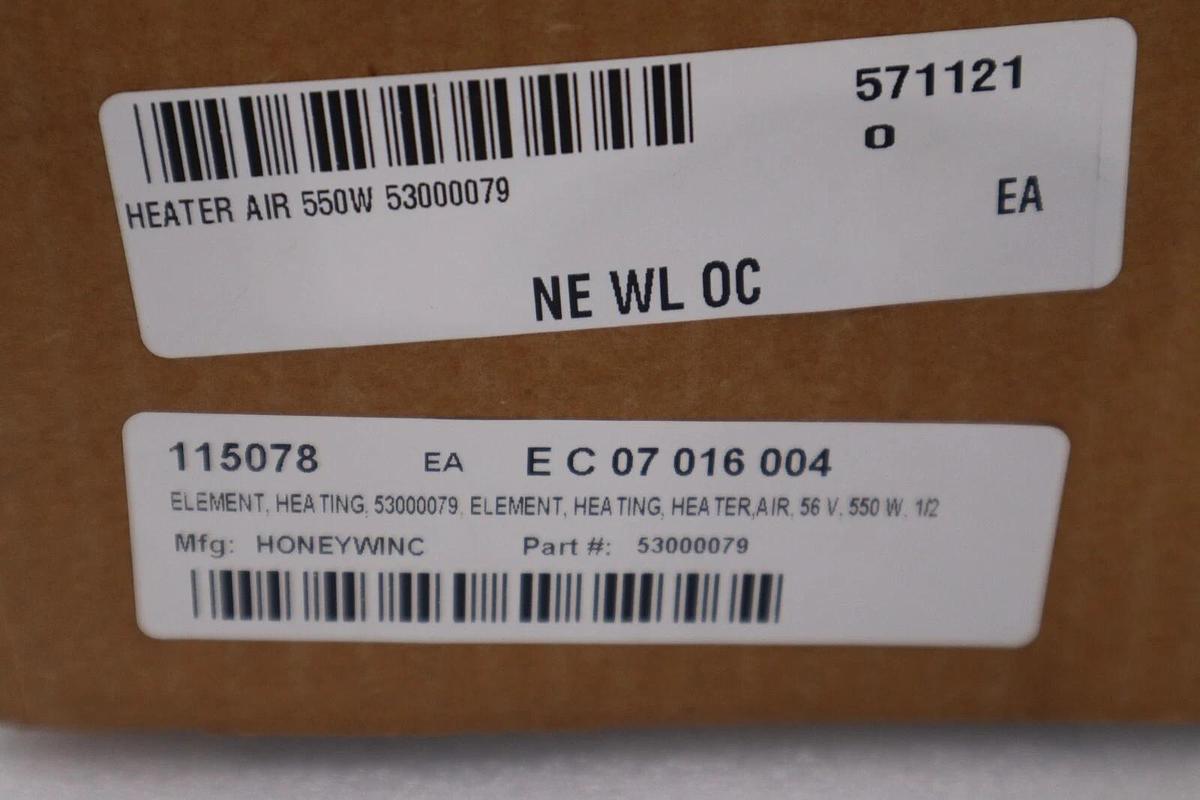 571121
0
HEATER AIR 550W 53000079
EA
NE WL OC
115078 EA E C 07 016 004
ELEMENT, HEATING, 53000079, ELEMENT, HEATING, HEATER,AIR, 56 V, 550 W, 1/2
Mfg: HONEYWINC Part #: 53000079